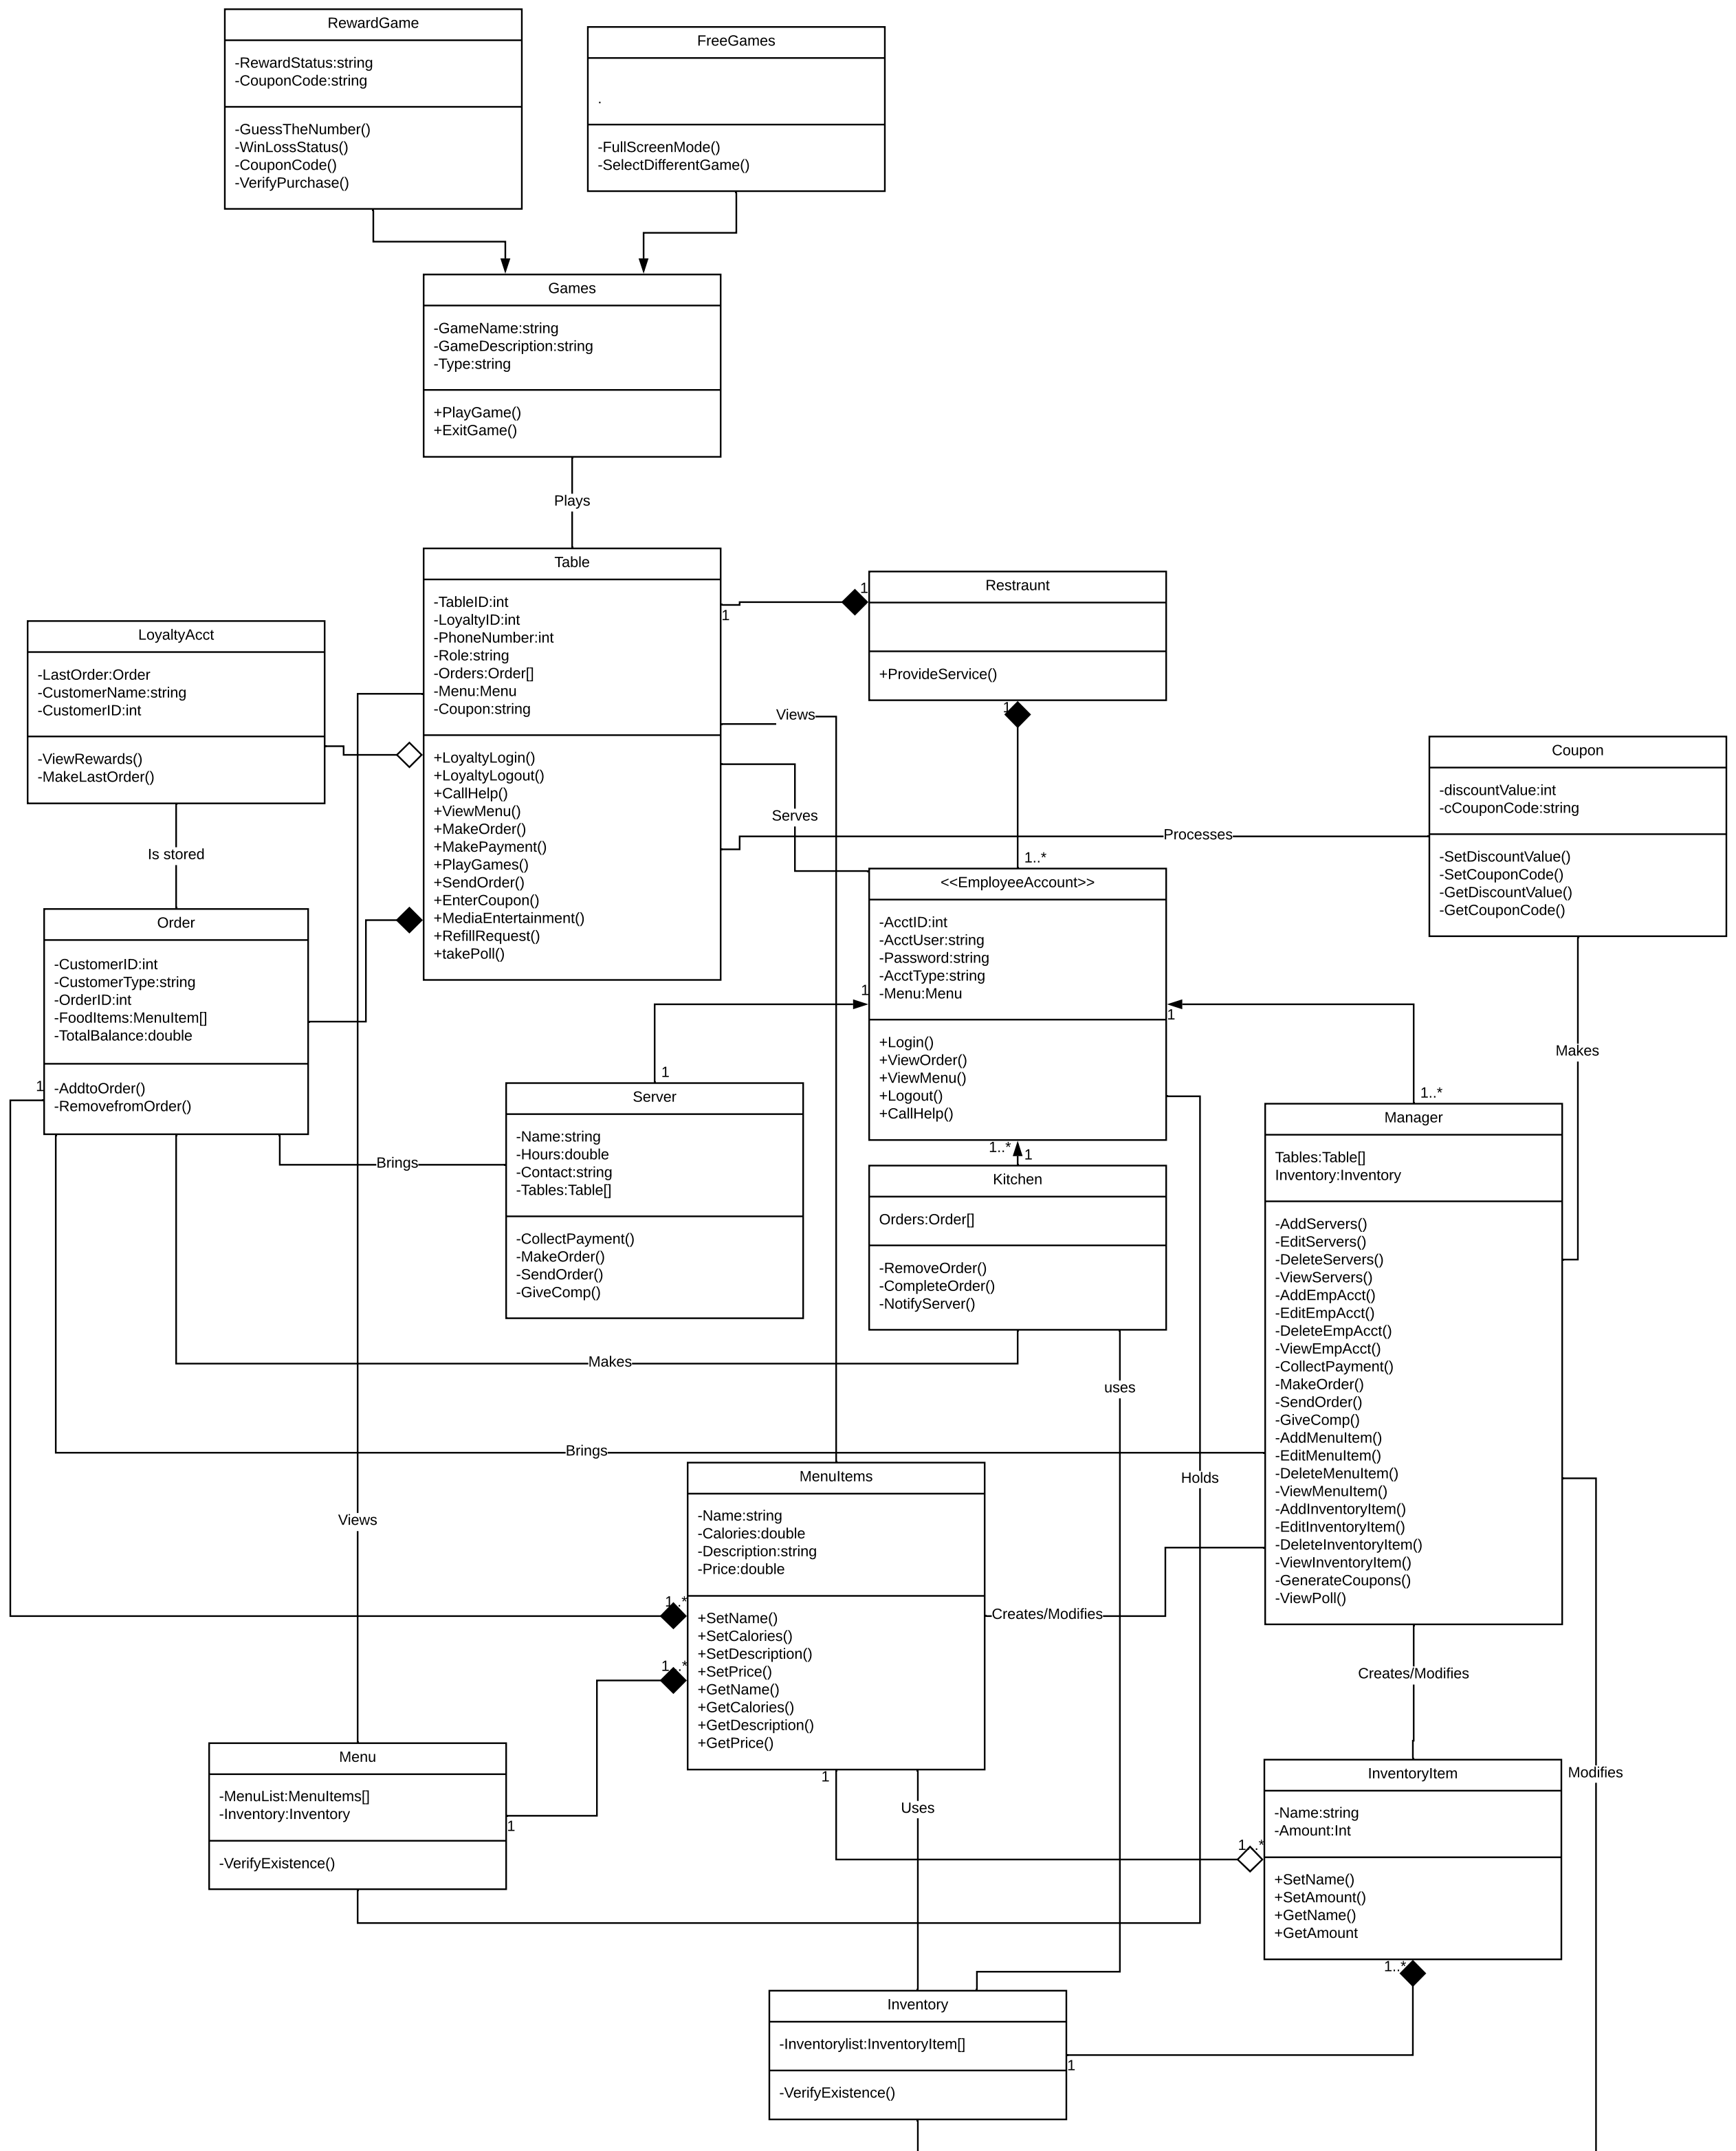 RewardGame
-RewardStatus:string
-CouponCode:string
-GuessTheNumber()
-WinLossStatus()
-CouponCode()
-VerifyPurchase()
FreeGames
.
-FullScreenMode()
-SelectDifferentGame()
Games
-GameName:string
-GameDescription:string
-Type:string
+PlayGame()
+ExitGame()
Plays
Table
-TableID:int
-LoyaltyID:int
-PhoneNumber:int
-Role:string
-Orders:Order[]
-Menu:Menu
-Coupon:string
+LoyaltyLogin()
+LoyaltyLogout()
+CallHelp()
+ViewMenu()
+MakeOrder()
+MakePayment()
+PlayGames()
+SendOrder()
+EnterCoupon()
+MediaEntertainment()
+RefillRequest()
+takePoll()
1
1
Restraunt
+ProvideService()
1
1..*
LoyaltyAcct
-LastOrder:Order
-CustomerName:string
-CustomerID:int
-ViewRewards()
-MakeLastOrder()
Is stored
Views
Serves
Processes
Coupon
-discountValue:int
-cCouponCode:string
-SetDiscountValue()
-SetCouponCode()
-GetDiscountValue()
-GetCouponCode()
Makes
Order
-CustomerID:int
-CustomerType:string
-OrderID:int
-FoodItems:MenuItem[]
-TotalBalance:double
-AddtoOrder()
-RemovefromOrder()
1
<<EmployeeAccount>>
-AcctID:int
-AcctUser:string
-Password:string
-AcctType:string
-Menu:Menu
+Login()
+ViewOrder()
+ViewMenu()
+Logout()
+CallHelp()
1
1
1
1..*
1..*
1
Server
-Name:string
-Hours:double
-Contact:string
-Tables:Table[]
-CollectPayment()
-MakeOrder()
-SendOrder()
-GiveComp()
Brings
Kitchen
Orders:Order[]
-RemoveOrder()
-CompleteOrder()
-NotifyServer()
Makes
uses
Manager
Tables:Table[]
Inventory:Inventory
-AddServers()
-EditServers()
-DeleteServers()
-ViewServers()
-AddEmpAcct()
-EditEmpAcct()
-DeleteEmpAcct()
-ViewEmpAcct()
-CollectPayment()
-MakeOrder()
-SendOrder()
-GiveComp()
-AddMenuItem()
-EditMenuItem()
-DeleteMenuItem()
-ViewMenuItem()
-AddInventoryItem()
-EditInventoryItem()
-DeleteInventoryItem()
-ViewInventoryItem()
-GenerateCoupons()
-ViewPoll()
Brings
Holds
Views
MenuItems
-Name:string
-Calories:double
-Description:string
-Price:double
+SetName()
+SetCalories()
+SetDescription()
+SetPrice()
+GetName()
+GetCalories()
+GetDescription()
+GetPrice()
1..*
1..*
Creates/Modifies
Creates/Modifies
Menu
-MenuList:MenuItems[]
-Inventory:Inventory
-VerifyExistence()
1
1
Uses
Modifies
InventoryItem
-Name:string
-Amount:Int
+SetName()
+SetAmount()
+GetName()
+GetAmount
1..*
1..*
Inventory
-Inventorylist:InventoryItem[]
-VerifyExistence()
1